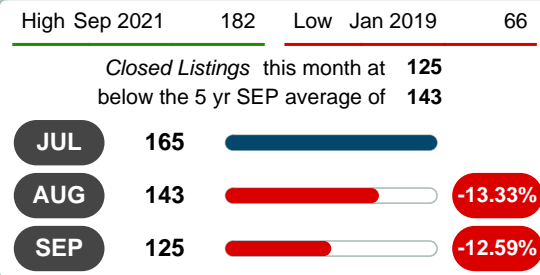 High Sep 2021 182 Low Jan 2019 66
Closed Listings this month at 125
below the 5 yr SEP average of 143
JUL 165
AUG 143 -13.33%
SEP 125 -12.59%